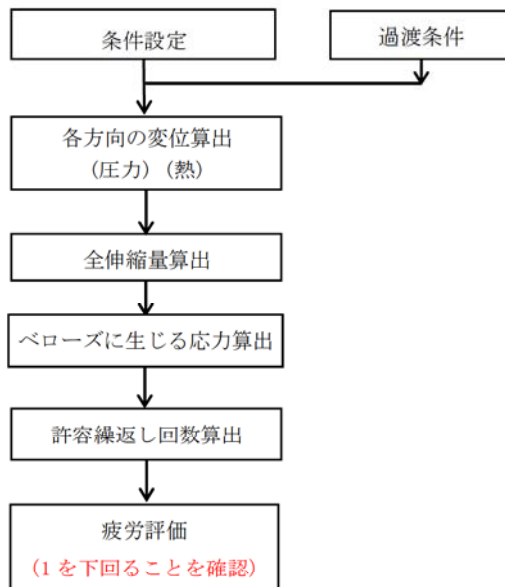 条件設定
過渡条件
各方向の変位算出
(圧力) (熱)
全伸縮量算出
ベローズに生じる応力算出
許容繰返し回数算出
疲労評価
(1 を下回ることを確認)